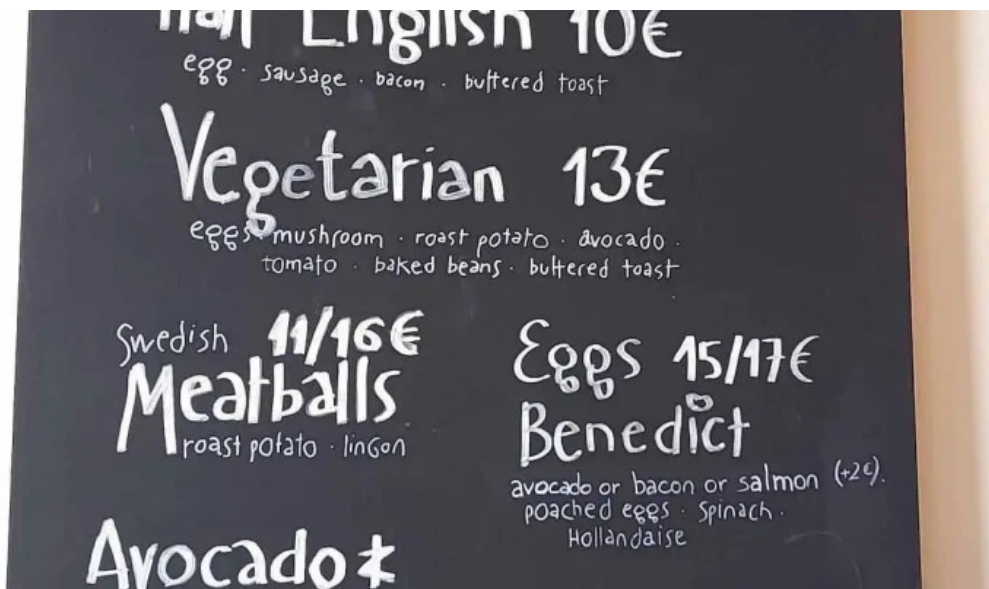 Half English 10€
egg · sausage · bacon · buttered toast
Vegetarian 13€
eggs · mushroom · roast potato · avocado ·
tomato · baked beans · buttered toast
Swedish 11/16€
Meatballs
roast potato · lingon
Eggs 15/17€
Benedict
avocado or bacon or salmon (+2€).
poached eggs · spinach ·
Hollandaise
Avocado*